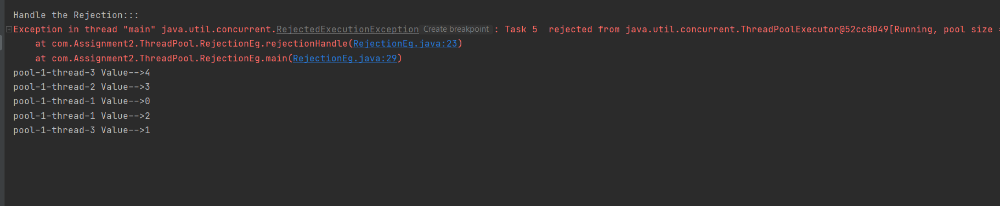 Handle the Rejection:::
Exception in thread "main" java.util.concurrent.RejectedExecutionException Create breakpoint : Task 5  rejected from java.util.concurrent.ThreadPoolExecutor@52cc8049[Running, pool size =
at com.Assignment2.ThreadPool.RejectionEg.rejectionHandle(RejectionEg.java:23)
at com.Assignment2.ThreadPool.RejectionEg.main(RejectionEg.java:29)
pool-1-thread-3 Value-->4
pool-1-thread-2 Value-->3
pool-1-thread-1 Value-->0
pool-1-thread-1 Value-->2
pool-1-thread-3 Value-->1